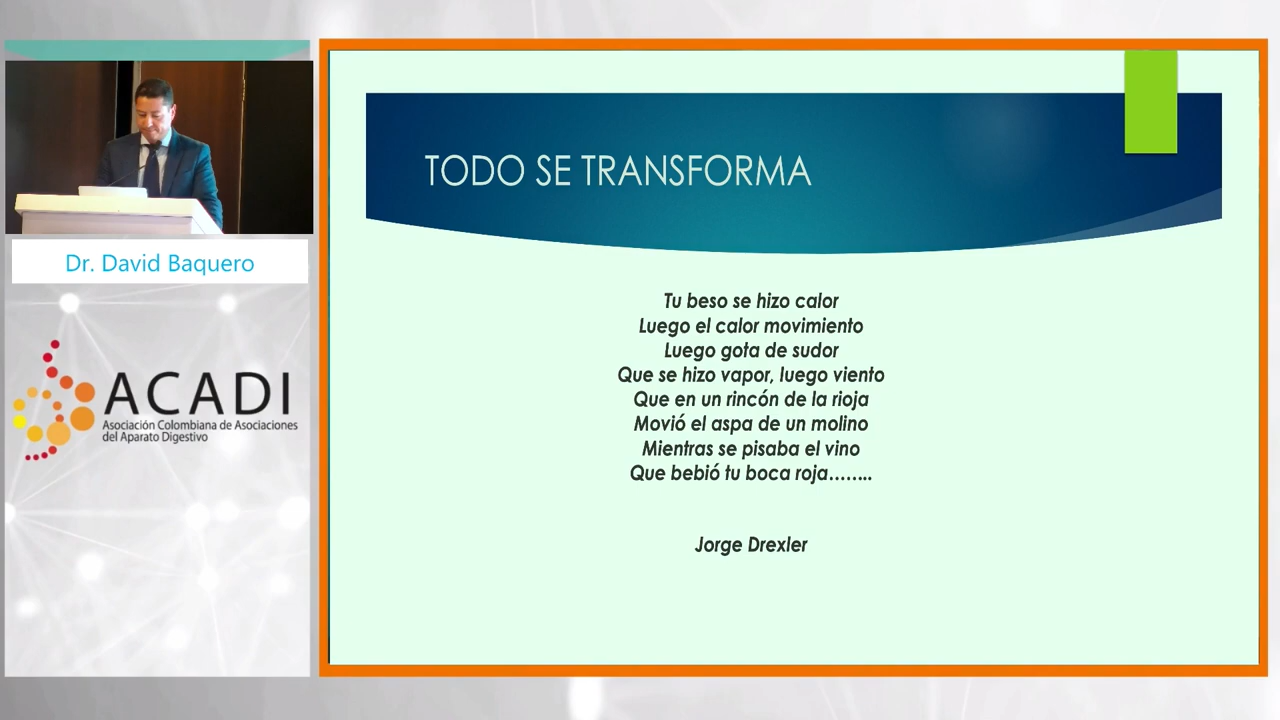 Dr. David Baquero
ACADI
Asociación Colombiana de Asociaciones
del Aparato Digestivo
TODO SE TRANSFORMA
Tu beso se hizo calor
Luego el calor movimiento
Luego gota de sudor
Que se hizo vapor, luego viento
Que en un rincón de la rioja
Movió el aspa de un molino
Mientras se pisaba el vino
Que bebió tu boca roja……..
Jorge Drexler